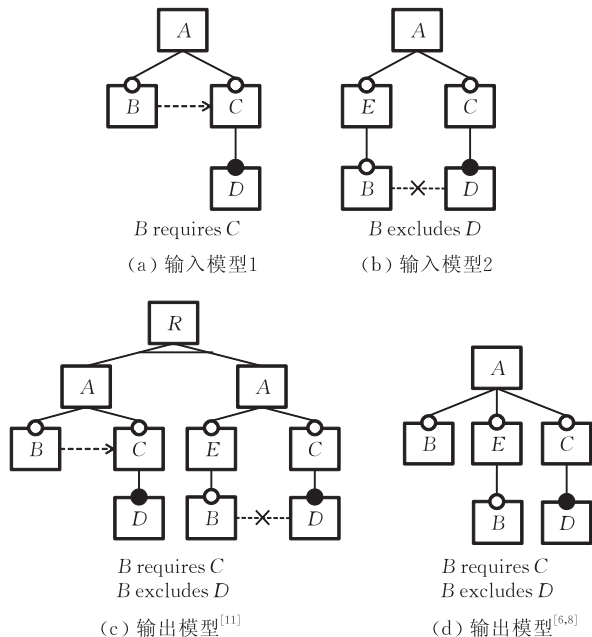 A A
B C E C
D B D
B requires C B excludes D
(a) 输入模型1 (b) 输入模型2
R
A A A
B C E C B E C
D B D B D
B requires C B requires C
B excludes D B excludes D
(c) 输出模型[11] (d) 输出模型[6,8]